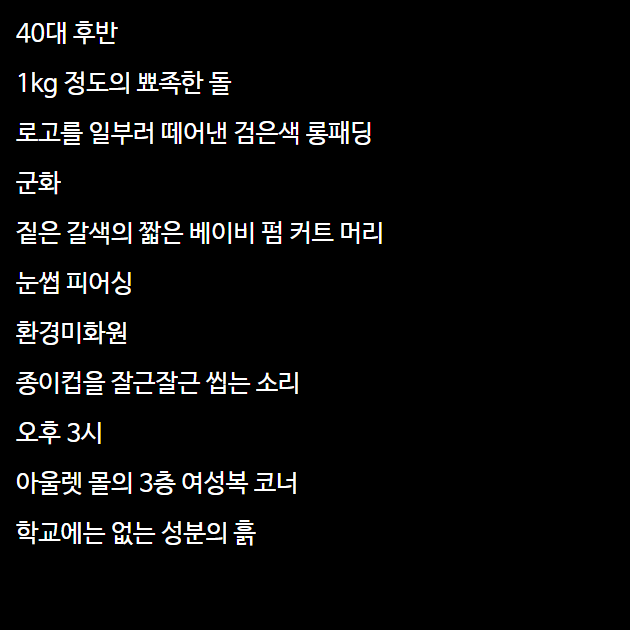 40대 후반
1kg 정도의 뾰족한 돌
로고를 일부러 떼어낸 검은색 롱패딩
군화
짙은 갈색의 짧은 베이비 펌 커트 머리
눈썹 피어싱
환경미화원
종이컵을 잘근잘근 씹는 소리
오후 3시
아울렛 몰의 3층 여성복 코너
학교에는 없는 성분의 흙